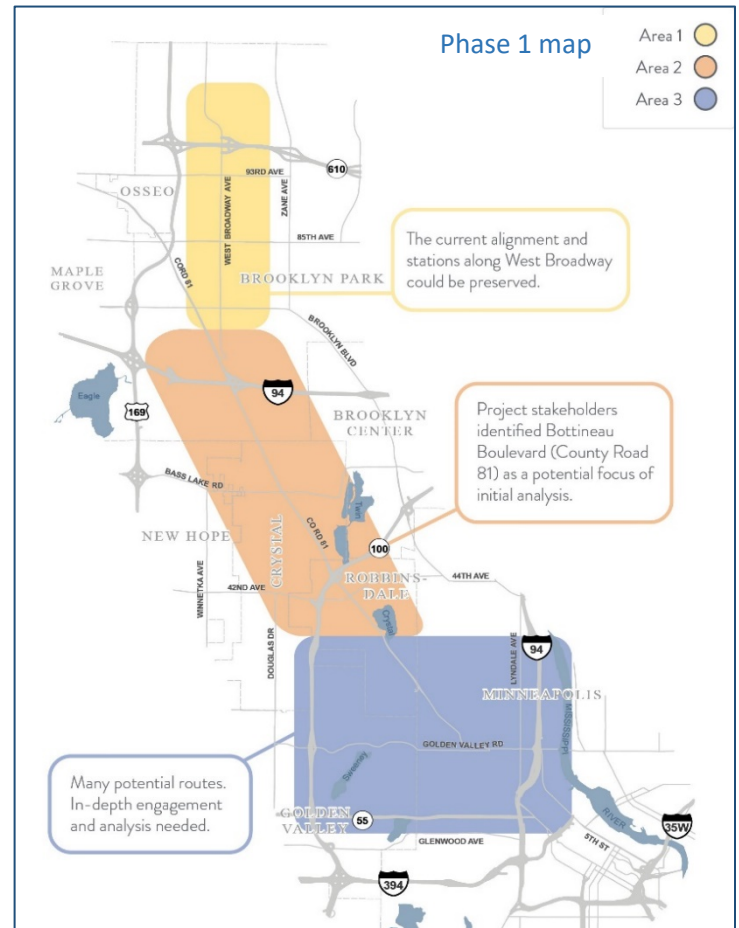 Phase 1 map
Area 1
Area 2
Area 3
610
93RD AVE
OSSEO
WEST BROADWAY AVE
ZANE AVE
85TH AVE
The current alignment and
stations along West Broadway
could be preserved.
MAPLE
GROVE
CORD 81
BROOKLYN PARK
BROOKLYN BLVD
Eagle
94
169
BROOKLYN
CENTER
Project stakeholders
identified Bottineau
Boulevard (County Road
81) as a potential focus of
initial analysis.
BASS LAKE RD
Twin
NEW HOPE
CRYSTAL
CO RD 81
100
WINNETKA AVE
42ND AVE
ROBBINS-
DALE
44TH AVE
DOUGLAS DR
Crystal
LYNDALE AVE
94
MINNEAPOLIS
MISSISSIPPI
GOLDEN VALLEY RD
Sweeney
Many potential routes.
In-depth engagement
and analysis needed.
GOLDEN
VALLEY
55
GLENWOOD AVE
RIVER
35W
5TH ST
394